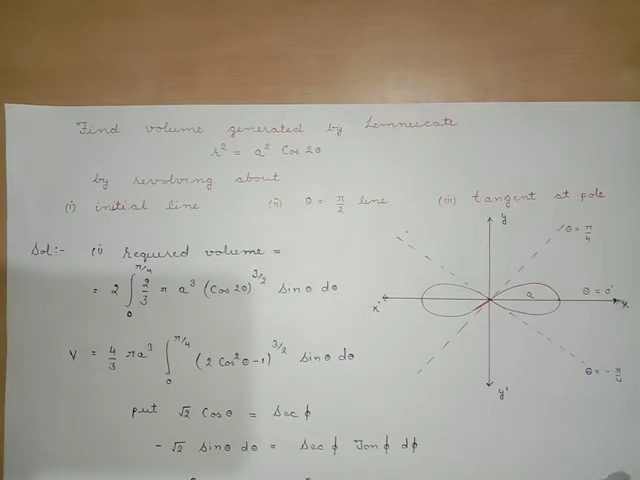 Find volume generated by Lemniscate
r² = a² Cos 2θ
by revolving about
(i) initial line (ii) θ = π/2 line (iii) tangent at pole
Sol:- (i) required volume =
= 2 ∫₀^{π/4} 2/3 π a³ (Cos 2θ)^{3/2} Sin θ dθ
V = 4/3 πa³ ∫₀^{π/4} (2 Cos²θ - 1)^{3/2} Sin θ dθ
put √2 Cos θ = Sec ϕ
- √2 Sin θ dθ = Sec ϕ Tan ϕ dϕ
y
θ = π/4
a
θ = 0°
x'
x
y'